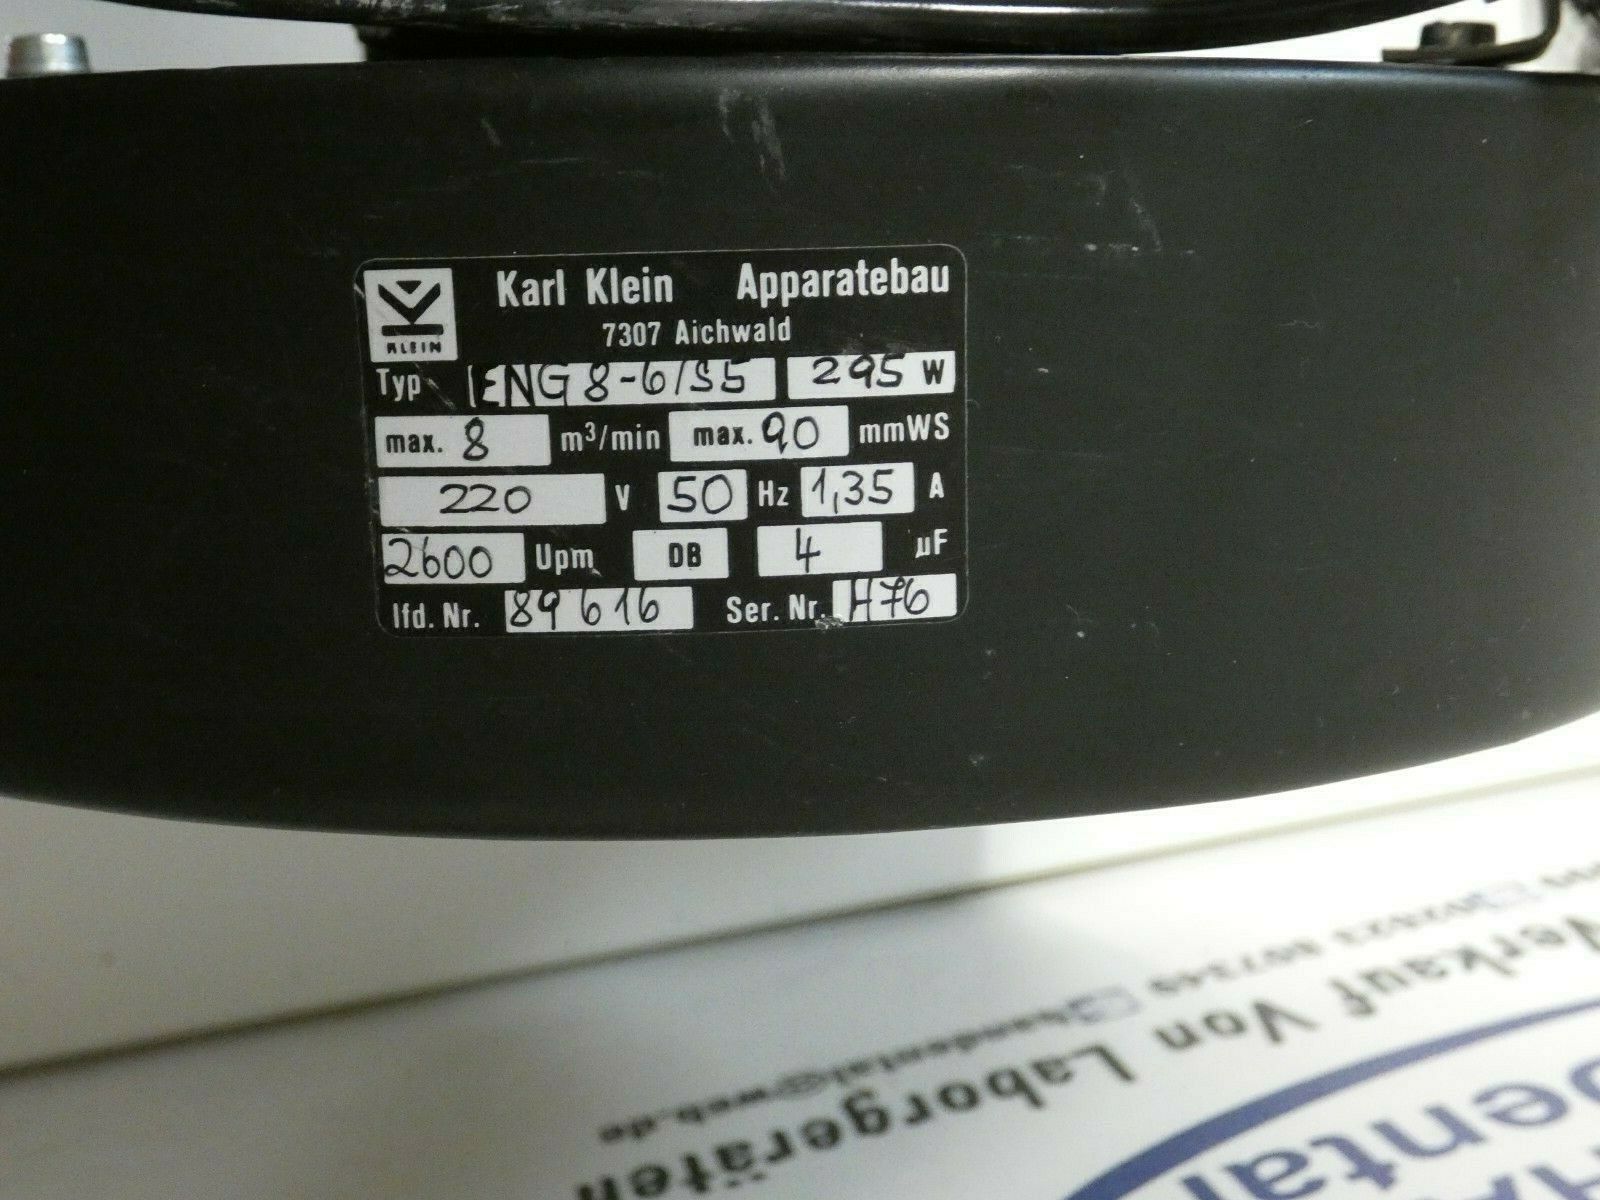 KLEIN
Karl Klein Apparatebau
7307 Aichwald
Typ ENG 8-6/S5 295 W
max. 8 m³/min max. 90 mmWS
220 V 50 Hz 1,35 A
2600 Upm DB 4 µF
lfd. Nr. 89616 Ser. Nr. H76
Verkauf Von Laborgeräten